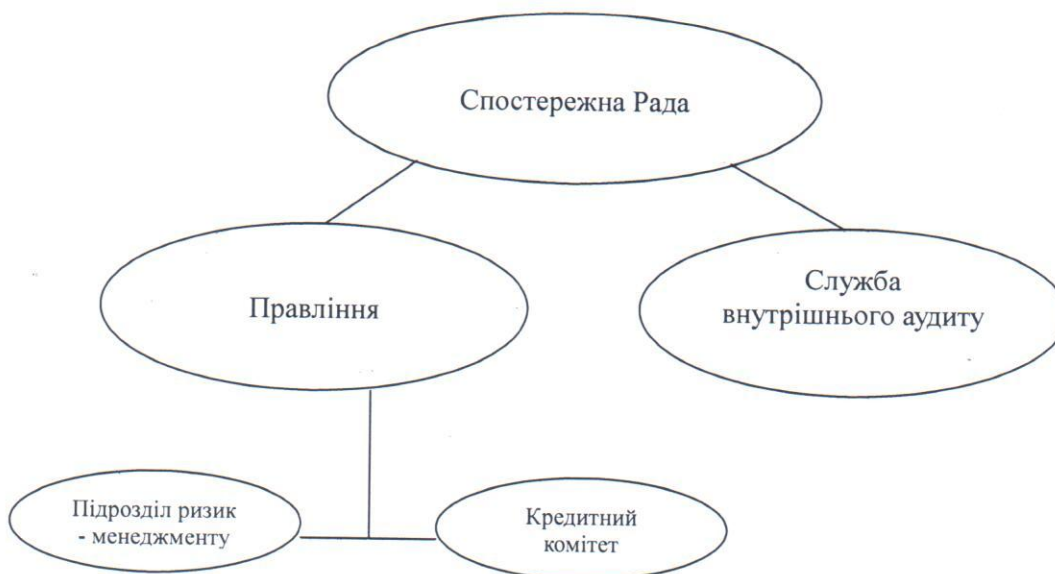 Спостережна Рада
Правління
Служба
внутрішнього аудиту
Підрозділ ризик
- менеджменту
Кредитний
комітет